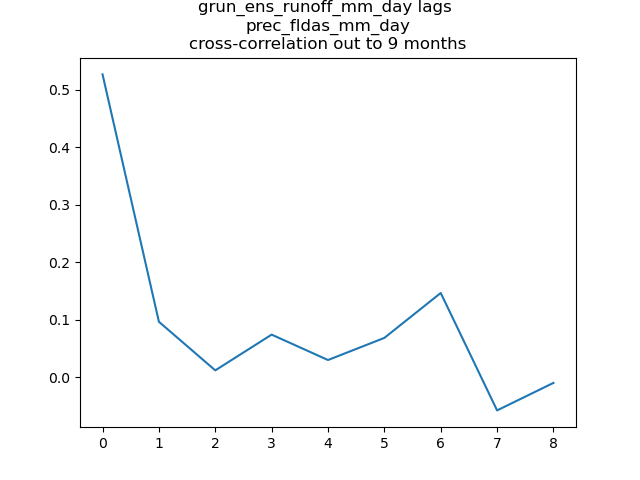 grun_ens_runoff_mm_day lags
prec_fldas_mm_day
cross-correlation out to 9 months
0.5
0.4
0.3
0.2
0.1
0.0
0 1 2 3 4 5 6 7 8